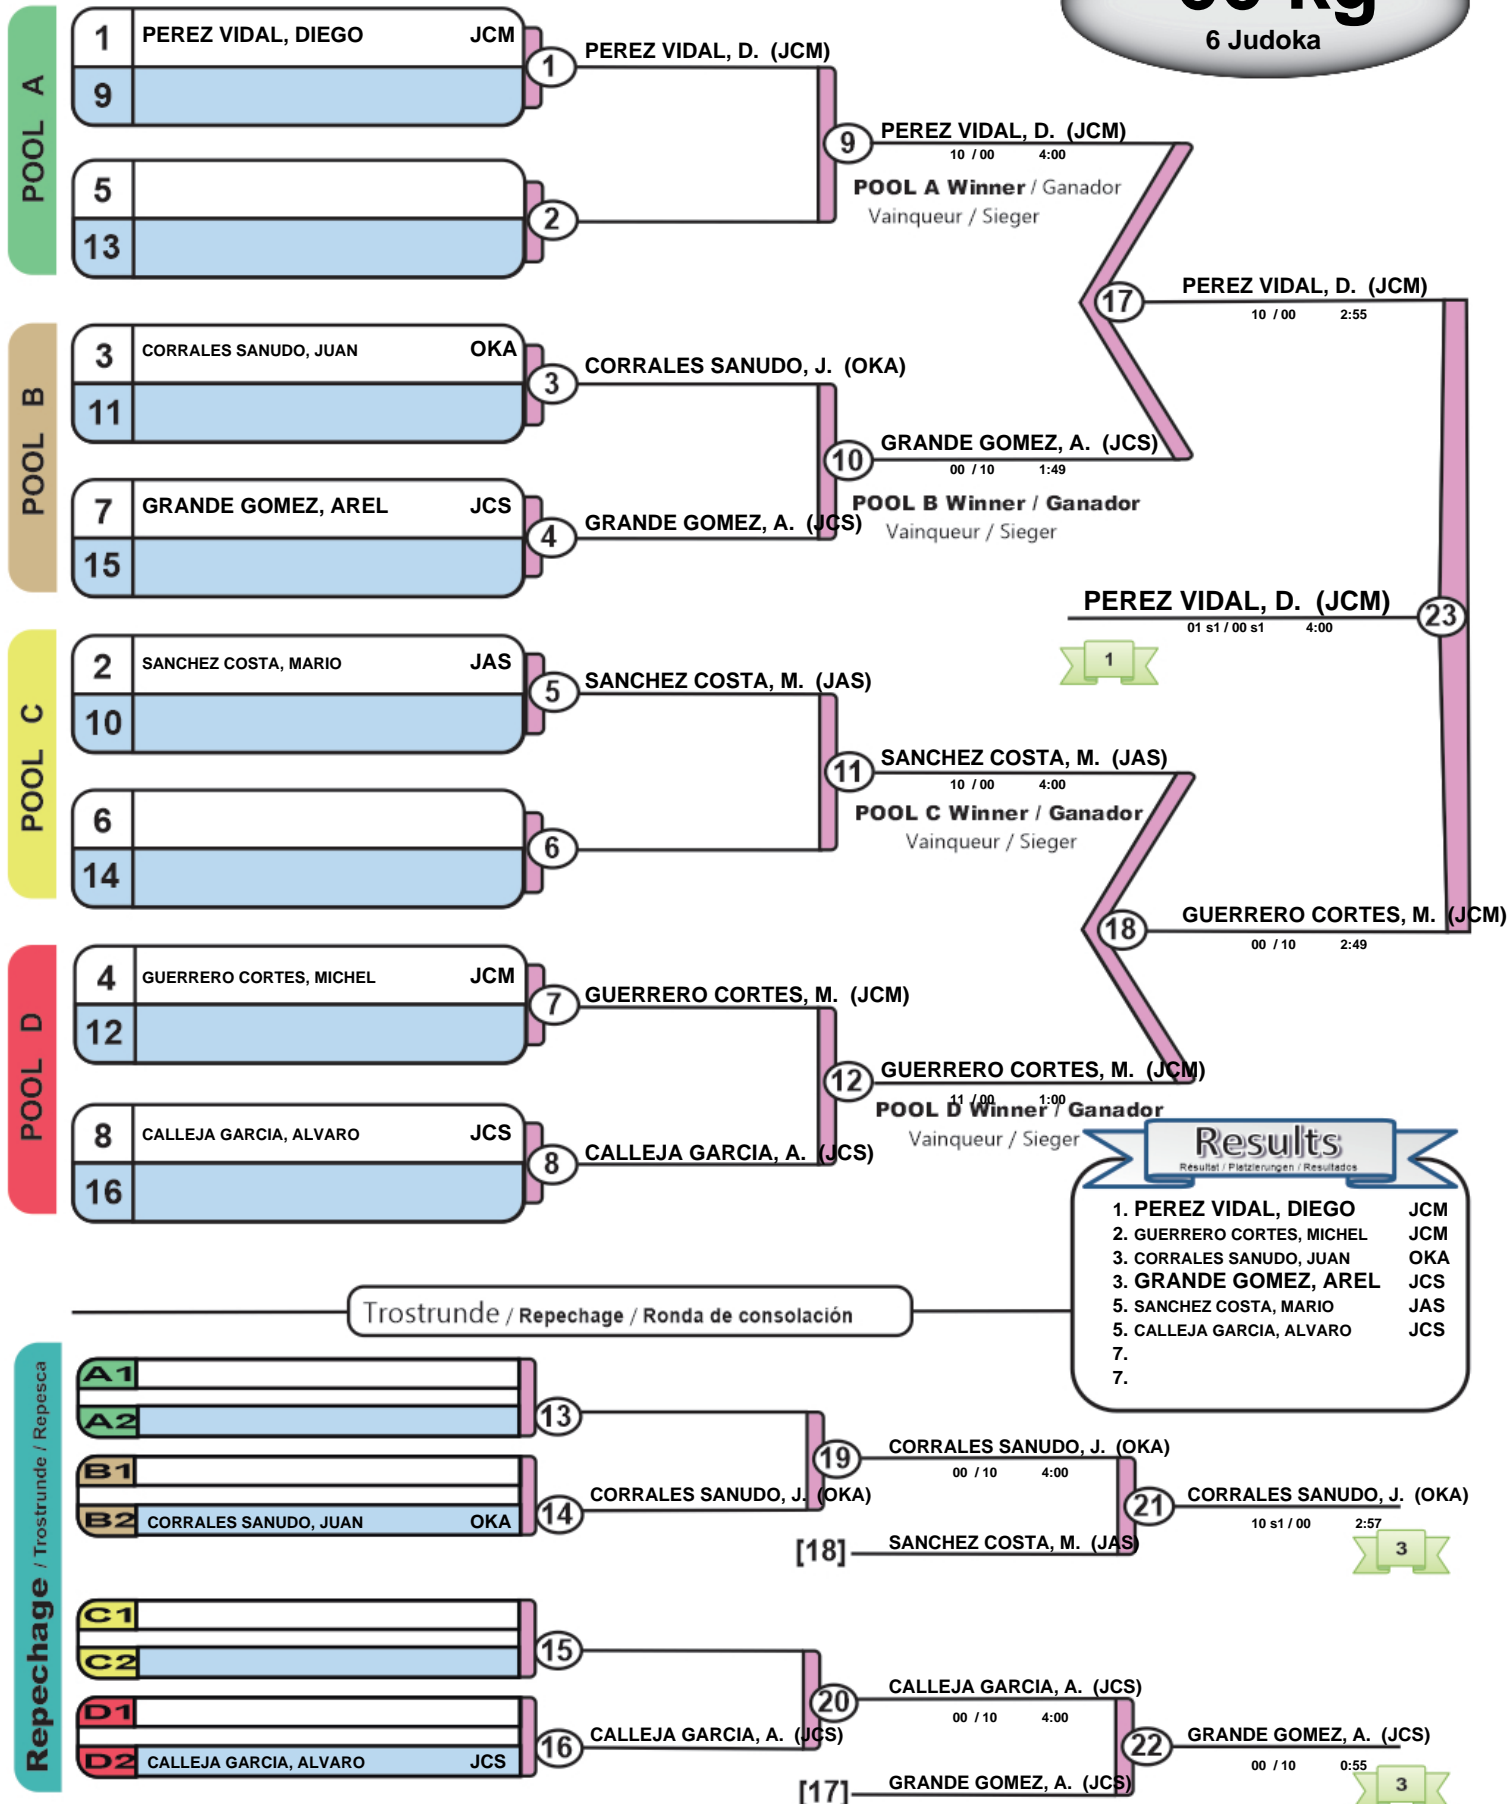 6 Judoka
POOL A
1 PEREZ VIDAL, DIEGO JCM
9
5
13
1 PEREZ VIDAL, D. (JCM)
2
9 PEREZ VIDAL, D. (JCM)
10 / 00 4:00
POOL A Winner / Ganador
Vainqueur / Sieger
17 PEREZ VIDAL, D. (JCM)
10 / 00 2:55
POOL B
3 CORRALES SANUDO, JUAN OKA
11
7 GRANDE GOMEZ, AREL JCS
15
3 CORRALES SANUDO, J. (OKA)
4 GRANDE GOMEZ, A. (JCS)
10 GRANDE GOMEZ, A. (JCS)
00 / 10 1:49
POOL B Winner / Ganador
Vainqueur / Sieger
PEREZ VIDAL, D. (JCM) 23
01 s1 / 00 s1 4:00
1
POOL C
2 SANCHEZ COSTA, MARIO JAS
10
6
14
5 SANCHEZ COSTA, M. (JAS)
6
11 SANCHEZ COSTA, M. (JAS)
10 / 00 4:00
POOL C Winner / Ganador
Vainqueur / Sieger
18 GUERRERO CORTES, M. (JCM)
00 / 10 2:49
POOL D
4 GUERRERO CORTES, MICHEL JCM
12
8 CALLEJA GARCIA, ALVARO JCS
16
7 GUERRERO CORTES, M. (JCM)
8 CALLEJA GARCIA, A. (JCS)
12 GUERRERO CORTES, M. (JCM)
11 / 00 1:00
POOL D Winner / Ganador
Vainqueur / Sieger
Results
Résultat / Platzierungen / Resultados
1. PEREZ VIDAL, DIEGO JCM
2. GUERRERO CORTES, MICHEL JCM
3. CORRALES SANUDO, JUAN OKA
3. GRANDE GOMEZ, AREL JCS
5. SANCHEZ COSTA, MARIO JAS
5. CALLEJA GARCIA, ALVARO JCS
7.
7.
Trostrunde / Repechage / Ronda de consolación
Repechage / Trostrunde / Repesca
A1
A2
B1
B2 CORRALES SANUDO, JUAN OKA
13
14 CORRALES SANUDO, J. (OKA)
19 CORRALES SANUDO, J. (OKA)
00 / 10 4:00
[18] SANCHEZ COSTA, M. (JAS)
21 CORRALES SANUDO, J. (OKA)
10 s1 / 00 2:57
3
C1
C2
D1
D2 CALLEJA GARCIA, ALVARO JCS
15
16 CALLEJA GARCIA, A. (JCS)
20 CALLEJA GARCIA, A. (JCS)
00 / 10 4:00
[17] GRANDE GOMEZ, A. (JCS)
22 GRANDE GOMEZ, A. (JCS)
00 / 10 0:55
3